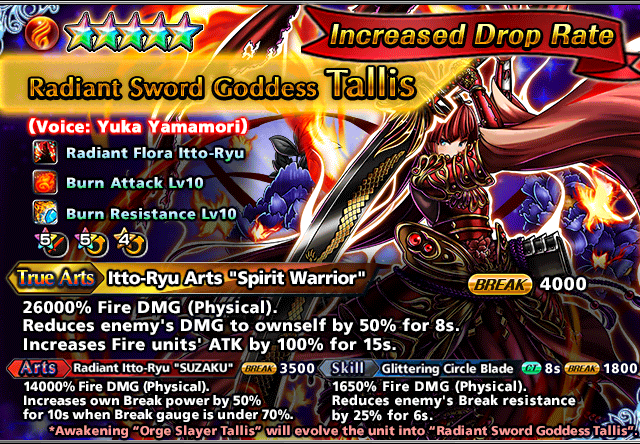 Increased Drop Rate
Radiant Sword Goddess Tallis
(Voice: Yuka Yamamori)
Radiant Flora Itto-Ryu
Burn Attack Lv10
Burn Resistance Lv10
5 5 4
True Arts Itto-Ryu Arts "Spirit Warrior" BREAK 4000
26000% Fire DMG (Physical).
Reduces enemy's DMG to ownself by 50% for 8s.
Increases Fire units' ATK by 100% for 15s.
Arts Radiant Itto-Ryu "SUZAKU" BREAK 3500
14000% Fire DMG (Physical).
Increases own Break power by 50%
for 10s when Break gauge is under 70%.
Skill Glittering Circle Blade CT 8s BREAK 1800
1650% Fire DMG (Physical).
Reduces enemy's Break resistance
by 25% for 6s.
*Awakening "Orge Slayer Tallis" will evolve the unit into "Radiant Sword Goddess Tallis".